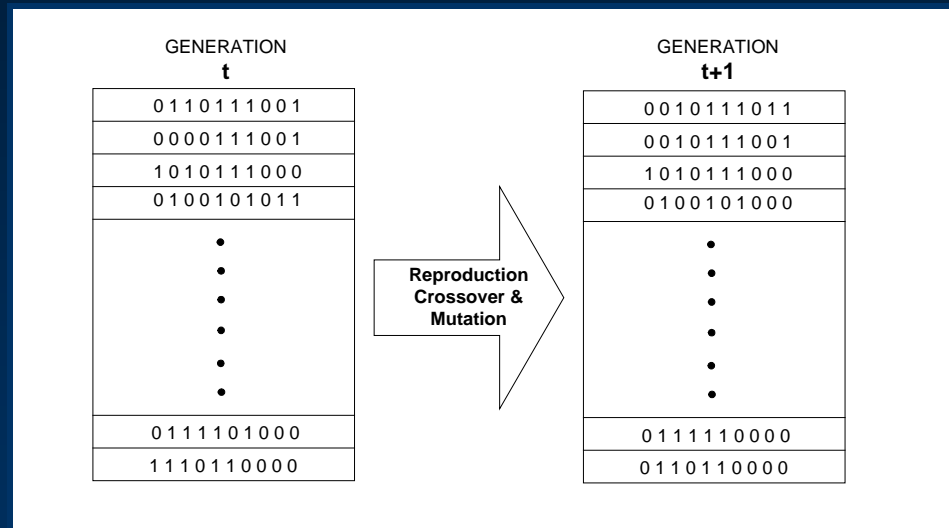 GENERATION
t
0 1 1 0 1 1 1 0 0 1
0 0 0 0 1 1 1 0 0 1
1 0 1 0 1 1 1 0 0 0
0 1 0 0 1 0 1 0 1 1
0 1 1 1 1 0 1 0 0 0
1 1 1 0 1 1 0 0 0 0
Reproduction
Crossover &
Mutation
GENERATION
t+1
0 0 1 0 1 1 1 0 1 1
0 0 1 0 1 1 1 0 0 1
1 0 1 0 1 1 1 0 0 0
0 1 0 0 1 0 1 0 0 0
0 1 1 1 1 1 0 0 0 0
0 1 1 0 1 1 0 0 0 0